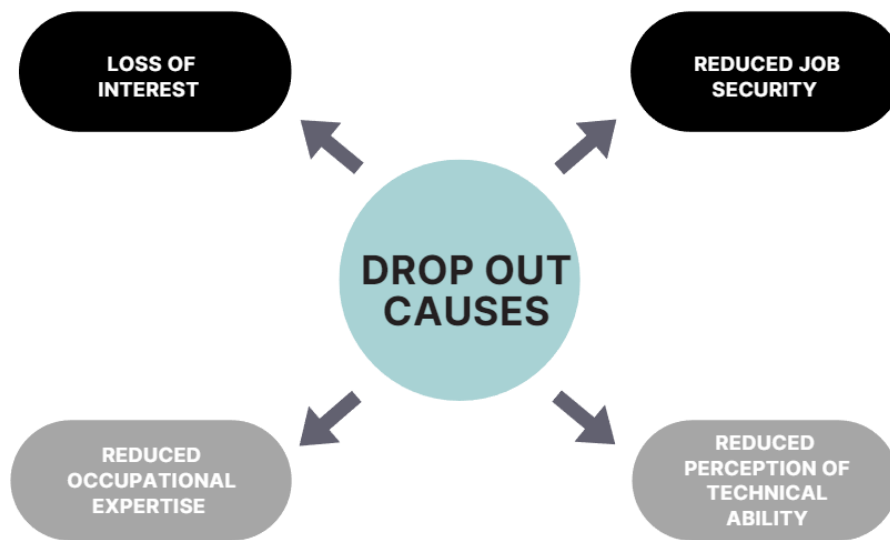 LOSS OF
INTEREST
REDUCED JOB
SECURITY
DROP OUT
CAUSES
REDUCED
OCCUPATIONAL
EXPERTISE
REDUCED
PERCEPTION OF
TECHNICAL
ABILITY